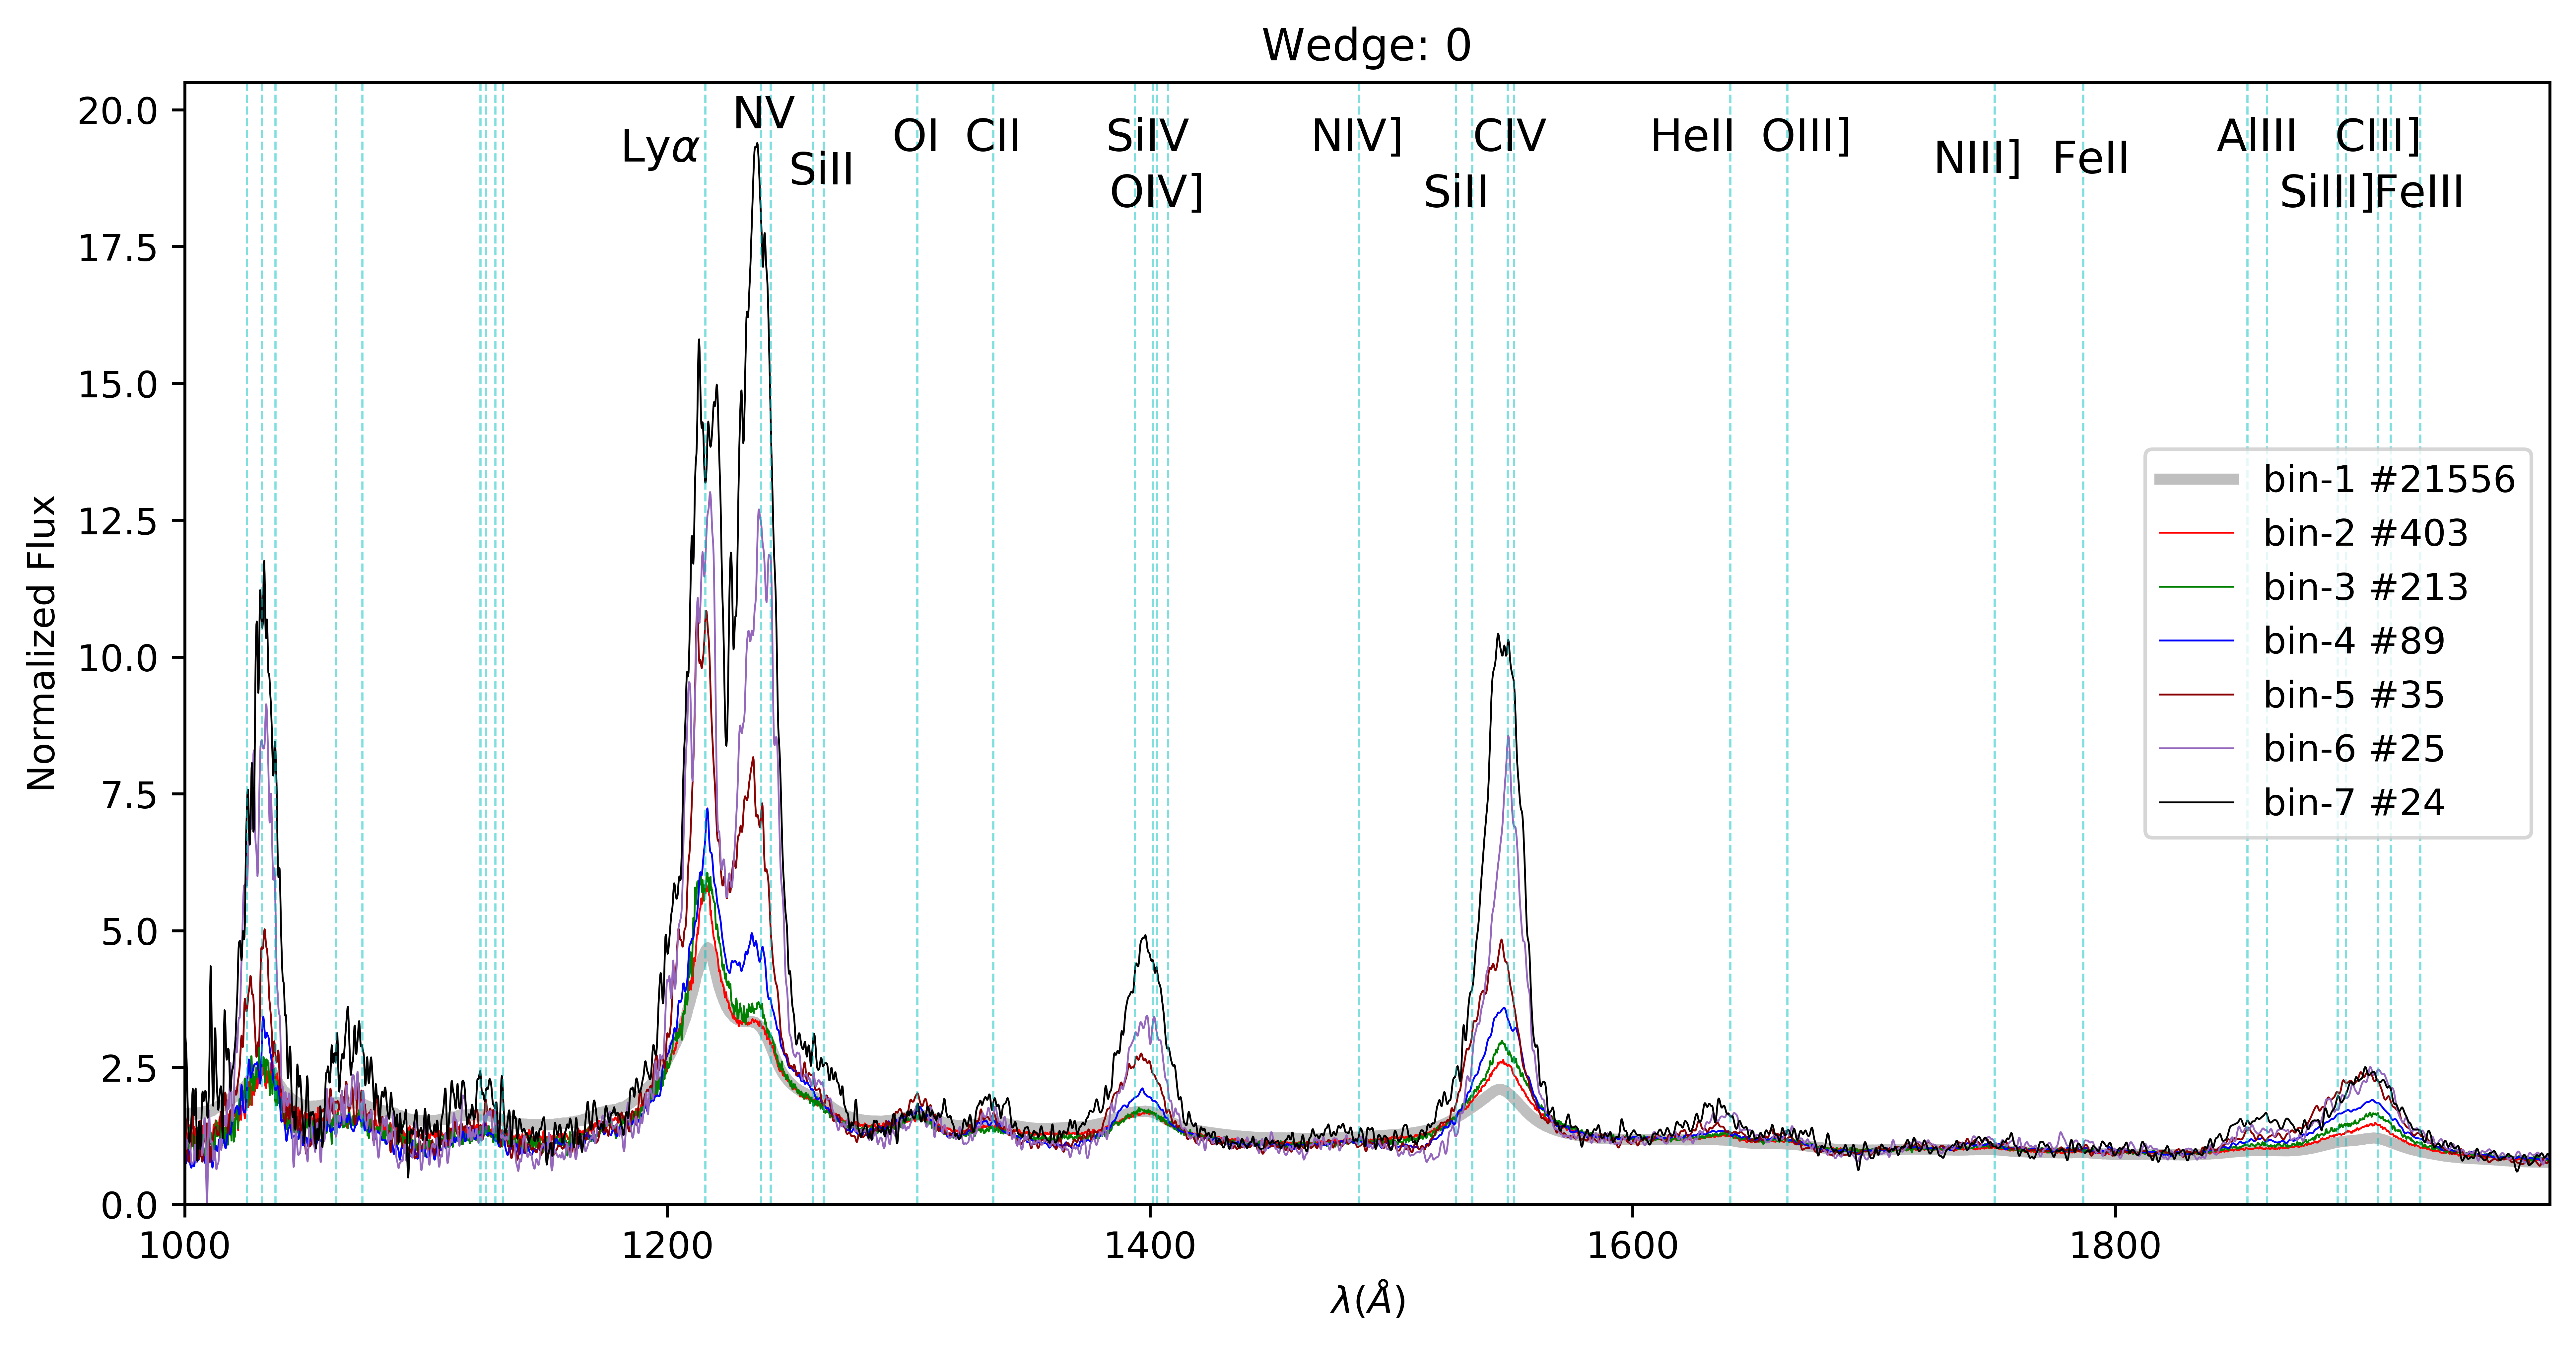 Wedge: 0
20.0
17.5
15.0
12.5
10.0
7.5
5.0
2.5
0.0
Normalized Flux
Lyα
NV
SiII
OI
CII
SiIV
OIV]
NIV]
SiII
CIV
HeII
OIII]
NIII]
FeII
AlIII
SiIII]
CIII]
FeIII
bin-1 #21556
bin-2 #403
bin-3 #213
bin-4 #89
bin-5 #35
bin-6 #25
bin-7 #24
1000
1200
1400
1600
1800
λ(Å)